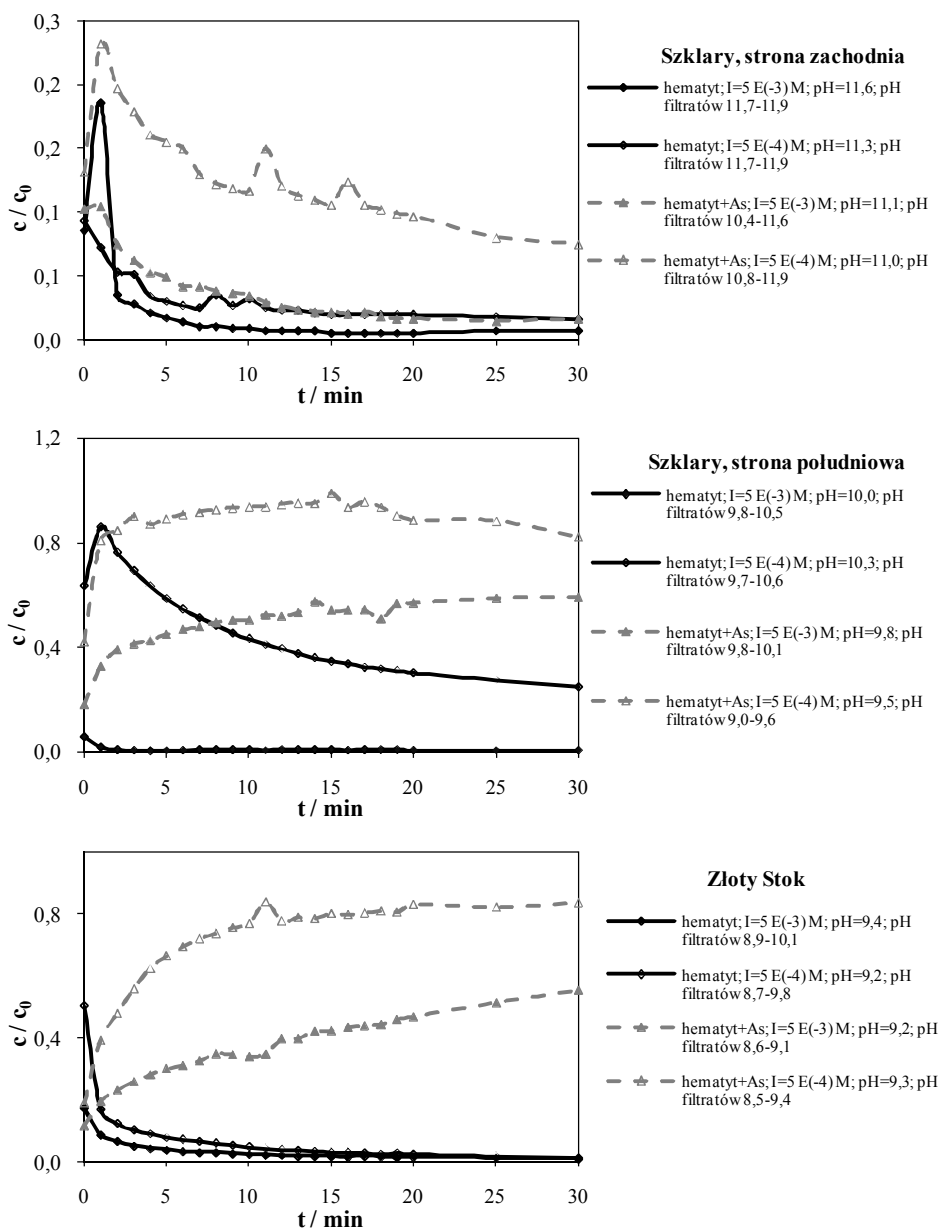 0,3
0,2
0,2
0,1
0,1
0,0
c / c0
0 5 10 15 20 25 30
t / min
Szklary, strona zachodnia
hematyt; I=5 E(-3) M; pH=11,6; pH
filtratów 11,7-11,9
hematyt; I=5 E(-4) M; pH=11,3; pH
filtratów 11,7-11,9
hematyt+As; I=5 E(-3) M; pH=11,1; pH
filtratów 10,4-11,6
hematyt+As; I=5 E(-4) M; pH=11,0; pH
filtratów 10,8-11,9
1,2
0,8
0,4
0,0
c / c0
0 5 10 15 20 25 30
t / min
Szklary, strona południowa
hematyt; I=5 E(-3) M; pH=10,0; pH
filtratów 9,8-10,5
hematyt; I=5 E(-4) M; pH=10,3; pH
filtratów 9,7-10,6
hematyt+As; I=5 E(-3) M; pH=9,8; pH
filtratów 9,8-10,1
hematyt+As; I=5 E(-4) M; pH=9,5; pH
filtratów 9,0-9,6
0,8
0,4
0,0
c / c0
0 5 10 15 20 25 30
t / min
Złoty Stok
hematyt; I=5 E(-3) M; pH=9,4; pH
filtratów 8,9-10,1
hematyt; I=5 E(-4) M; pH=9,2; pH
filtratów 8,7-9,8
hematyt+As; I=5 E(-3) M; pH=9,2; pH
filtratów 8,6-9,1
hematyt+As; I=5 E(-4) M; pH=9,3; pH
filtratów 8,5-9,4